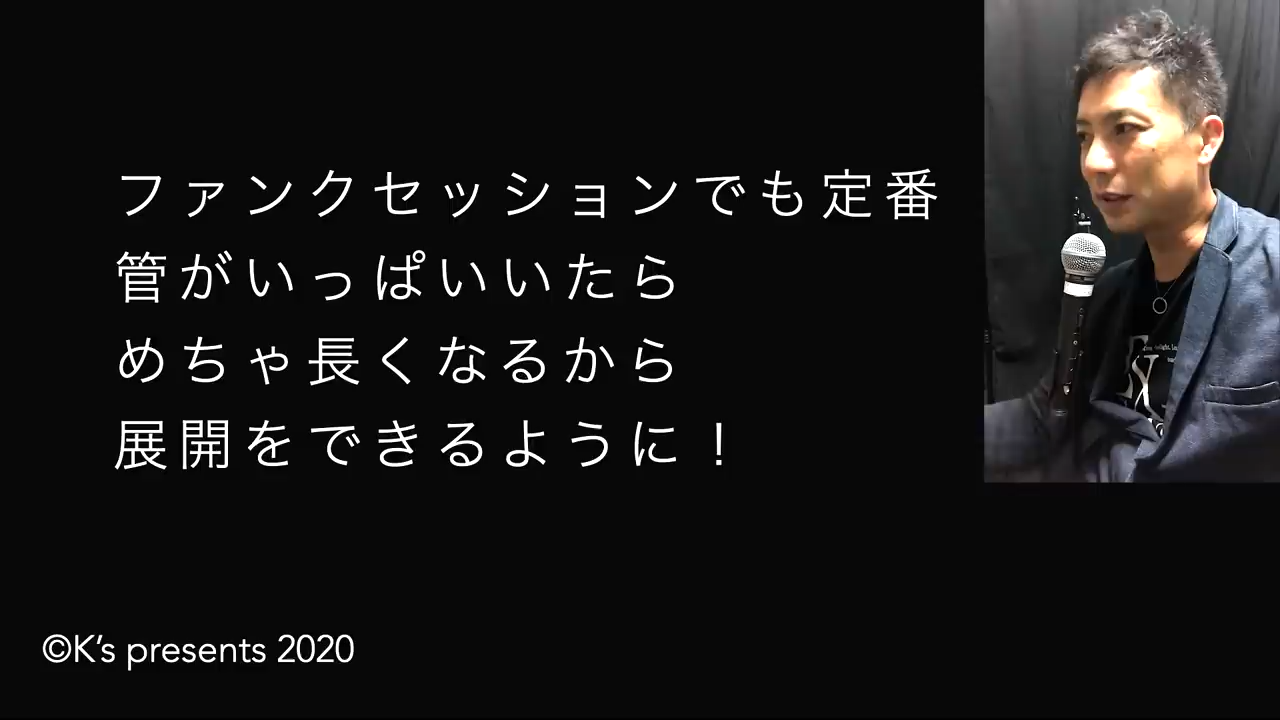 ファンクセッションでも定番
管がいっぱいいたら
めちゃ長くなるから
展開をできるように！
©K's presents 2020